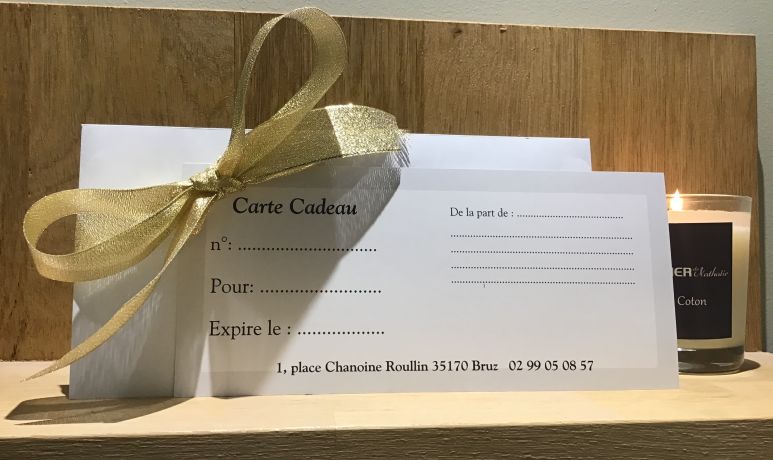 Carte Cadeau
n°: ..............................
Pour: ..........................
Expire le : ...................
De la part de : ......................................
.................................................................
.................................................................
.................................................................
.................................................................
1, place Chanoine Roullin 35170 Bruz 02 99 05 08 57
Nathalie
Coton